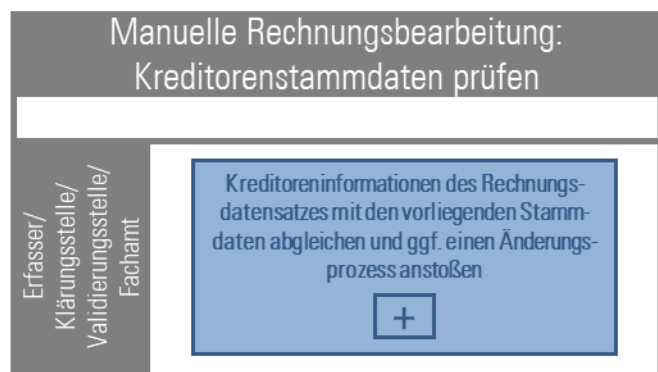 Manuelle Rechnungsbearbeitung:
Kreditorenstammdaten prüfen
Erfasser/
Klärungsstelle/
Validierungsstelle/
Fachamt
Kreditoreninformationen des Rechnungs-
datensatzes mit den vorliegenden Stamm-
daten abgleichen und ggf. einen Änderungs-
prozess anstoßen
+